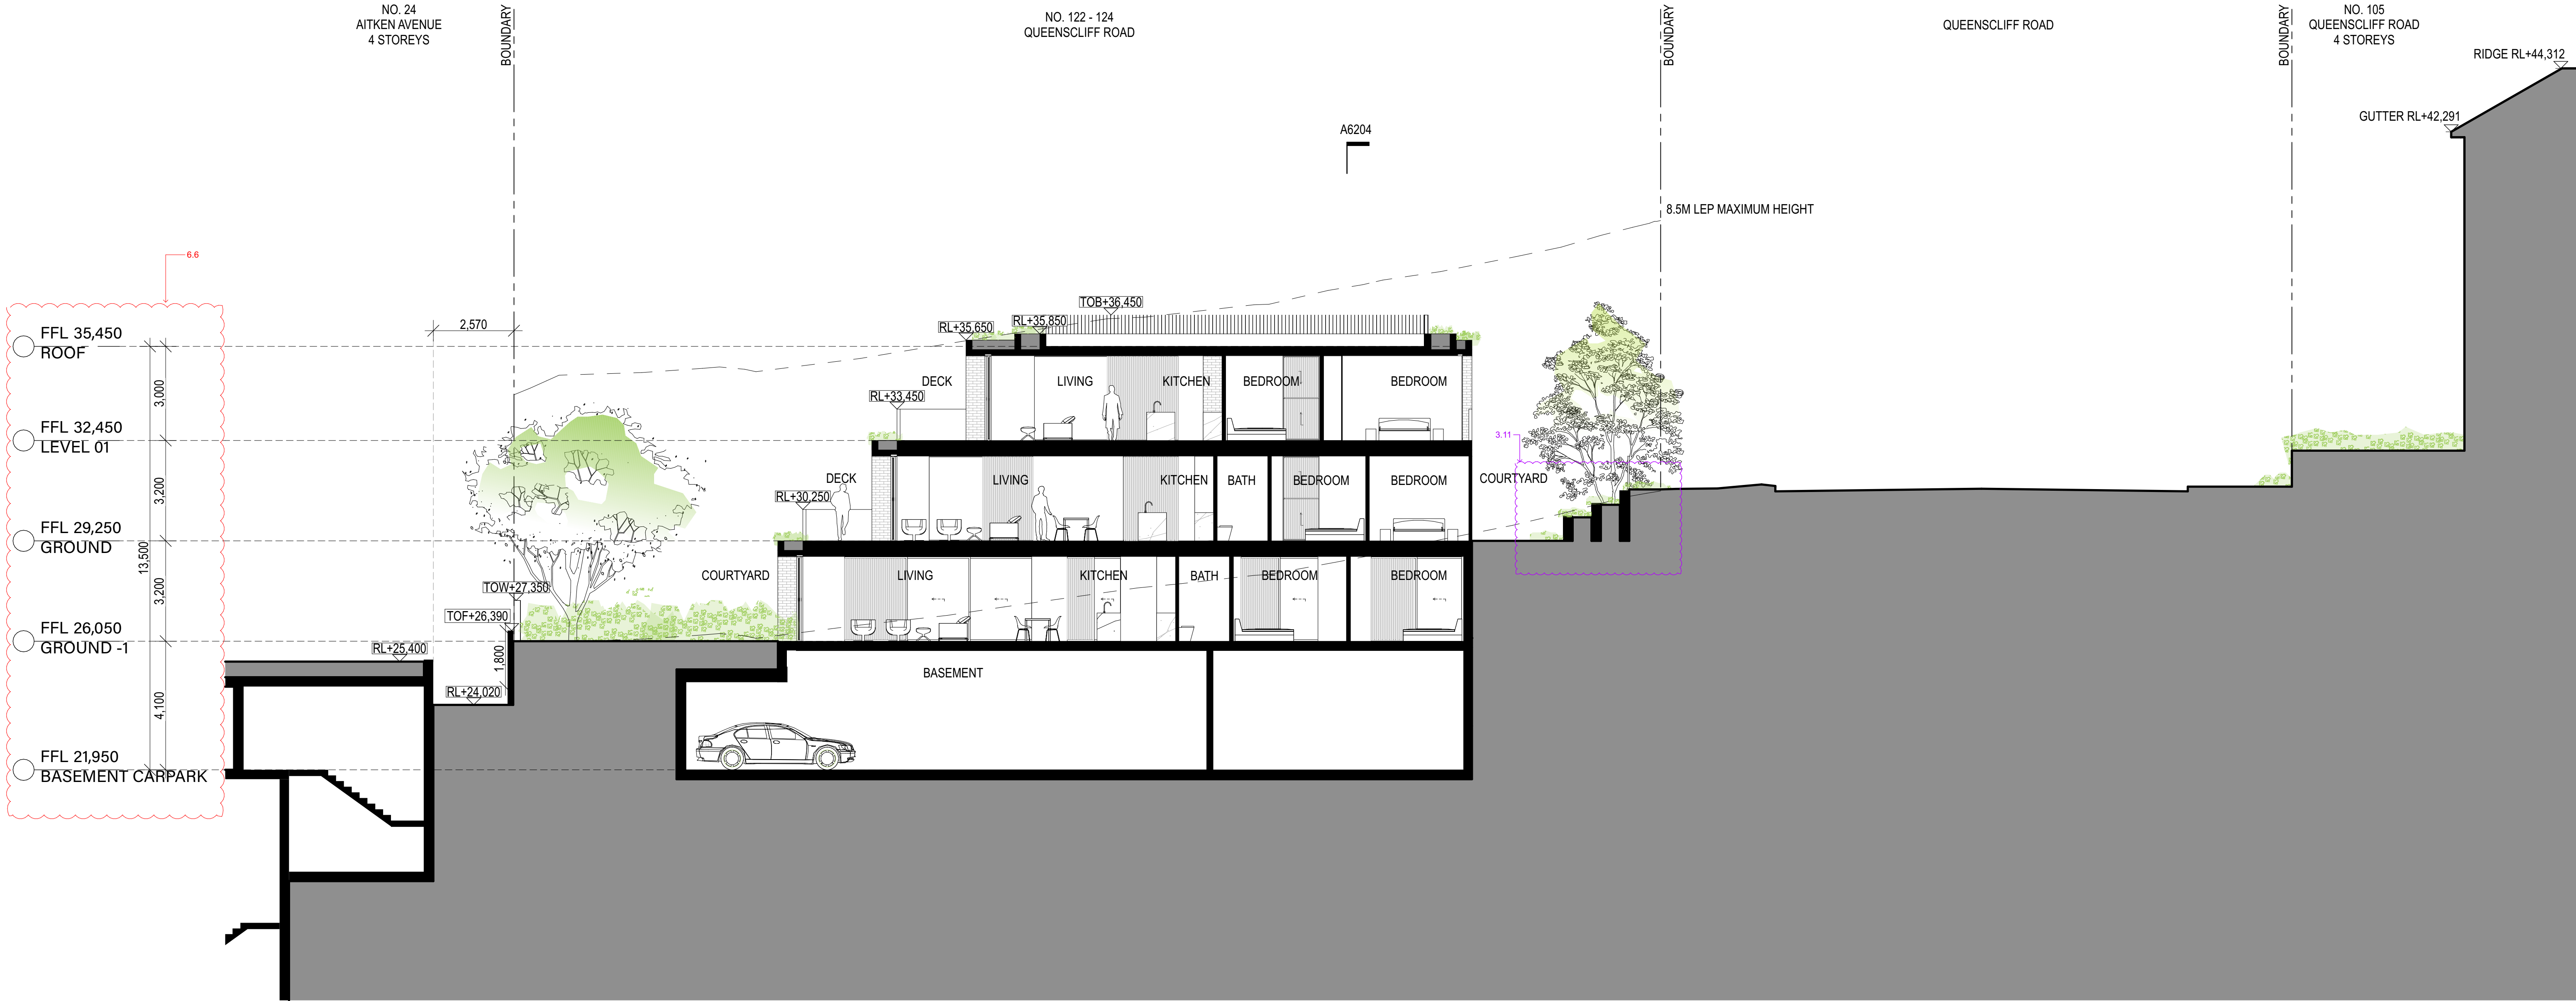 NO. 24
AITKEN AVENUE
4 STOREYS
BOUNDARY
NO. 122 - 124
QUEENSCLIFF ROAD
BOUNDARY
QUEENSCLIFF ROAD
BOUNDARY
NO. 105
QUEENSCLIFF ROAD
4 STOREYS
RIDGE RL+44,312
GUTTER RL+42,291
A6204
8.5M LEP MAXIMUM HEIGHT
6.6
TOB+36,450
RL+35,850
RL+35,650
2,570
FFL 35,450
ROOF
3,000
DECK
LIVING
KITCHEN
BEDROOM
BEDROOM
RL+33,450
FFL 32,450
LEVEL 01
3.11
3,200
DECK
LIVING
KITCHEN
BATH
BEDROOM
BEDROOM
COURTYARD
RL+30,250
FFL 29,250
GROUND
13,500
3,200
COURTYARD
LIVING
KITCHEN
BATH
BEDROOM
BEDROOM
TOW+27,350
TOF+26,390
FFL 26,050
GROUND -1
RL+25,400
1,800
RL+24,020
4,100
BASEMENT
FFL 21,950
BASEMENT CARPARK